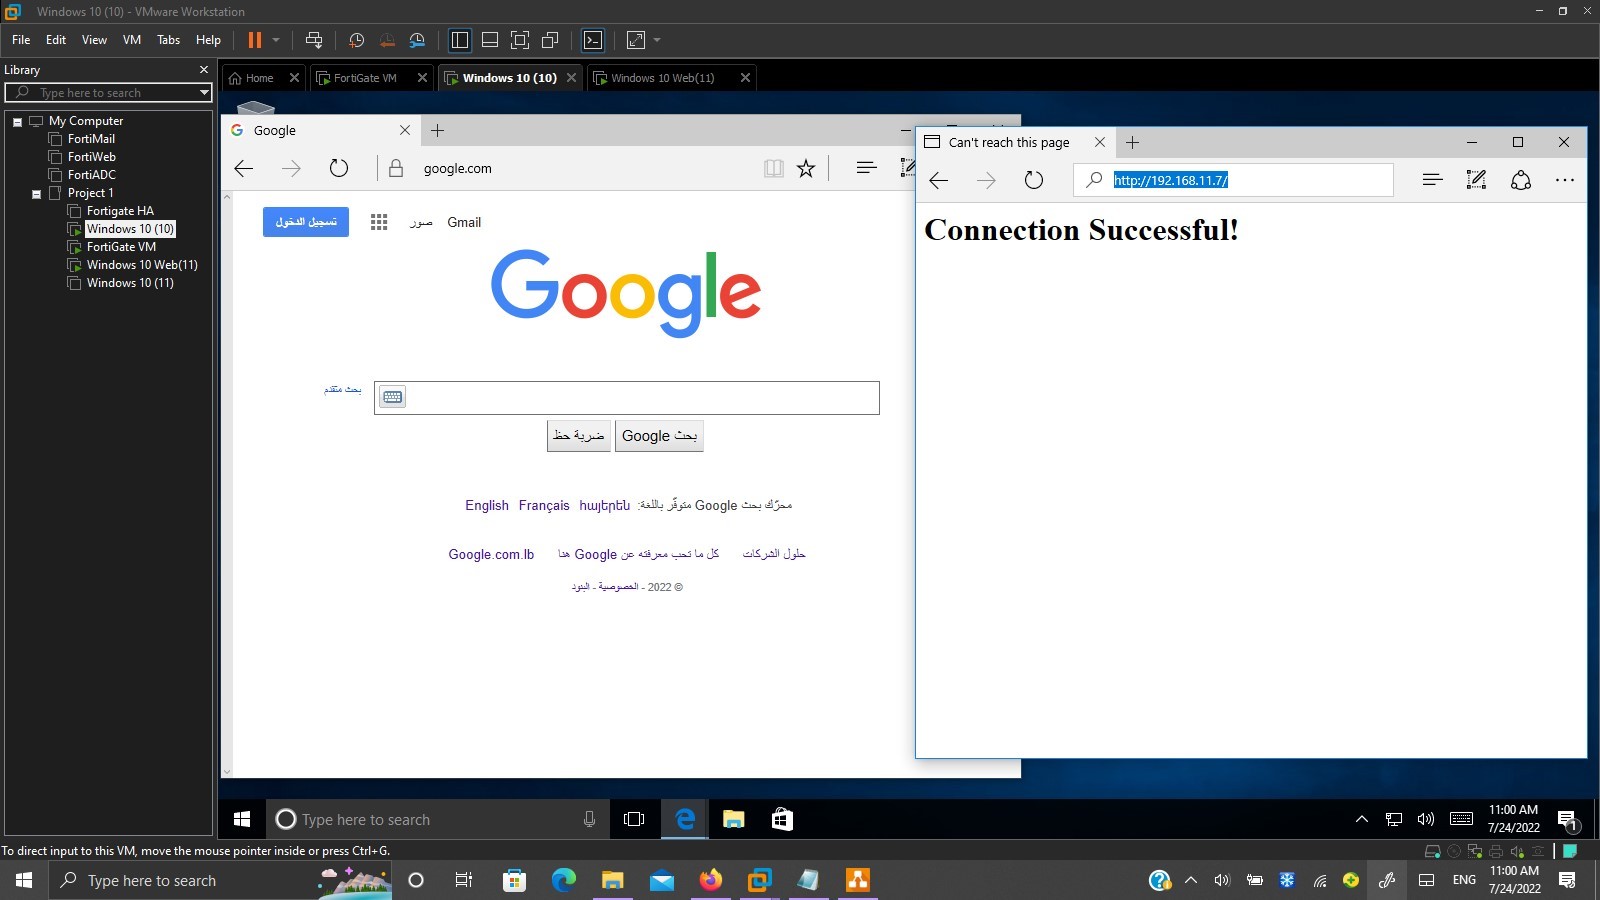 Windows 10 (10) - VMware Workstation
File Edit View VM Tabs Help
Library
Type here to search
My Computer
FortiMail
FortiWeb
FortiADC
Project 1
Fortigate HA
Windows 10 (10)
FortiGate VM
Windows 10 Web(11)
Windows 10 (11)
Home FortiGate VM Windows 10 (10) Windows 10 Web(11)
Google
google.com
تسجيل الدخول صور Gmail
Google
بحث متقدم
ضربة حظ بحث Google
محرّك بحث Google متوفّر باللغة: English Français հայերեն
Google.com.lb كل ما تحب معرفته عن Google هنا حلول الشركات
© 2022 - الخصوصية - البنود
Can't reach this page
http://192.168.11.7/
Connection Successful!
Type here to search
11:00 AM
7/24/2022
1
To direct input to this VM, move the mouse pointer inside or press Ctrl+G.
Type here to search
ENG
11:00 AM
7/24/2022